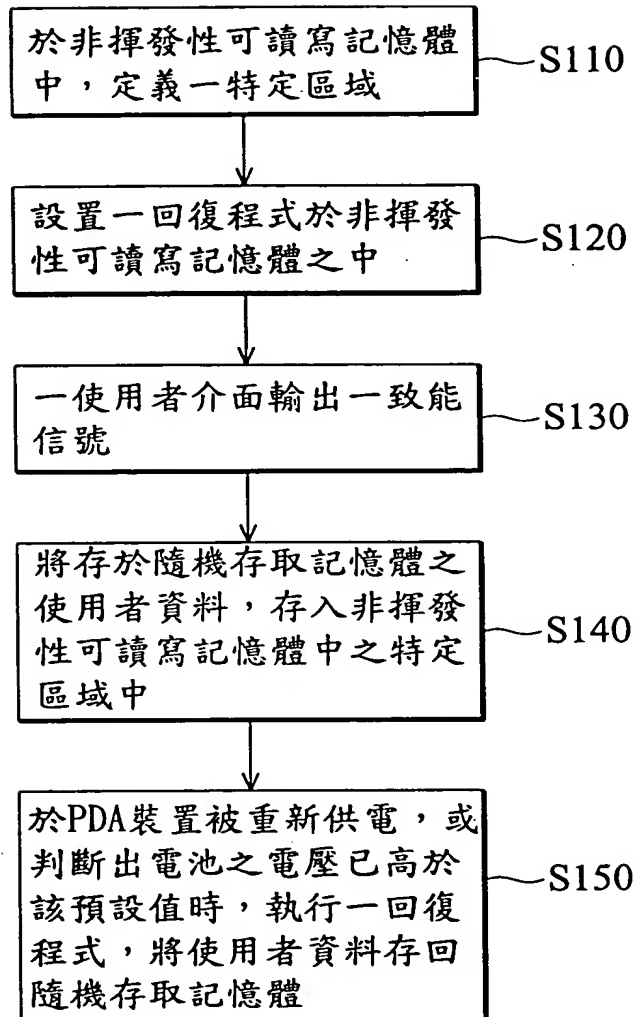 於非揮發性可讀寫記憶體
中，定義一特定區域
S110
設置一回復程式於非揮發
性可讀寫記憶體之中
S120
一使用者介面輸出一致能
信號
S130
將存於隨機存取記憶體之
使用者資料，存入非揮發
性可讀寫記憶體中之特定
區域中
S140
於PDA裝置被重新供電，或
判斷出電池之電壓已高於
該預設值時，執行一回復
程式，將使用者資料存回
隨機存取記憶體
S150